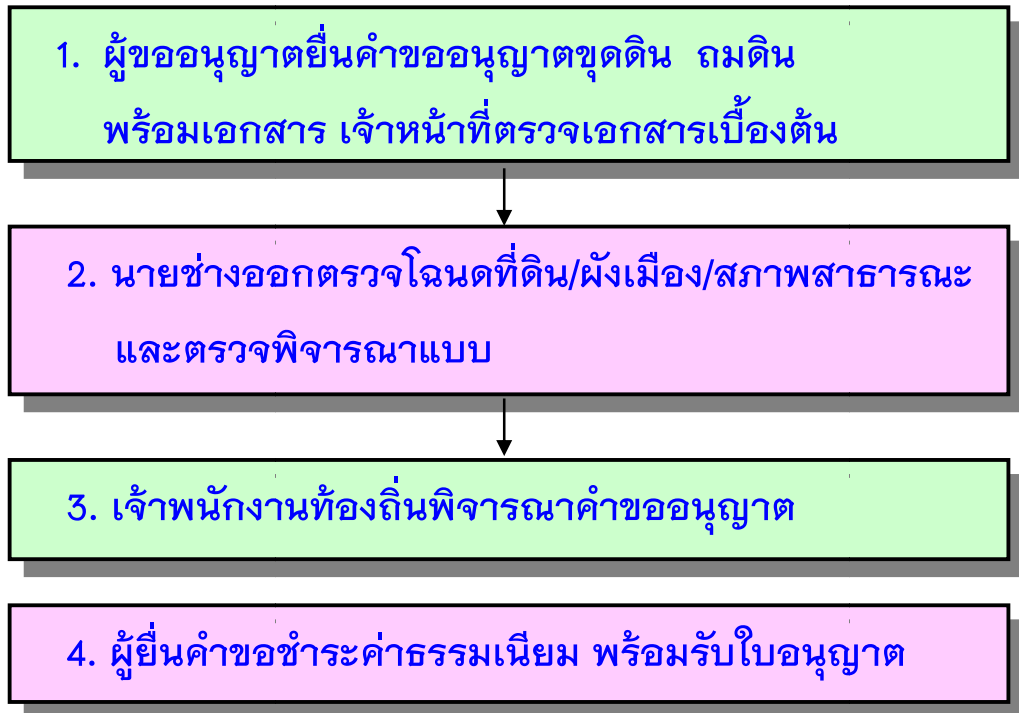 1. ผู้ขออนุญาตยื่นคำขออนุญาตขุดดิน ถมดิน
พร้อมเอกสาร เจ้าหน้าที่ตรวจเอกสารเบื้องต้น
2. นายช่างออกตรวจโฉนดที่ดิน/ผังเมือง/สภาพสาธารณะ
และตรวจพิจารณาแบบ
3. เจ้าพนักงานท้องถิ่นพิจารณาคำขออนุญาต
4. ผู้ยื่นคำขอชำระค่าธรรมเนียม พร้อมรับใบอนุญาต